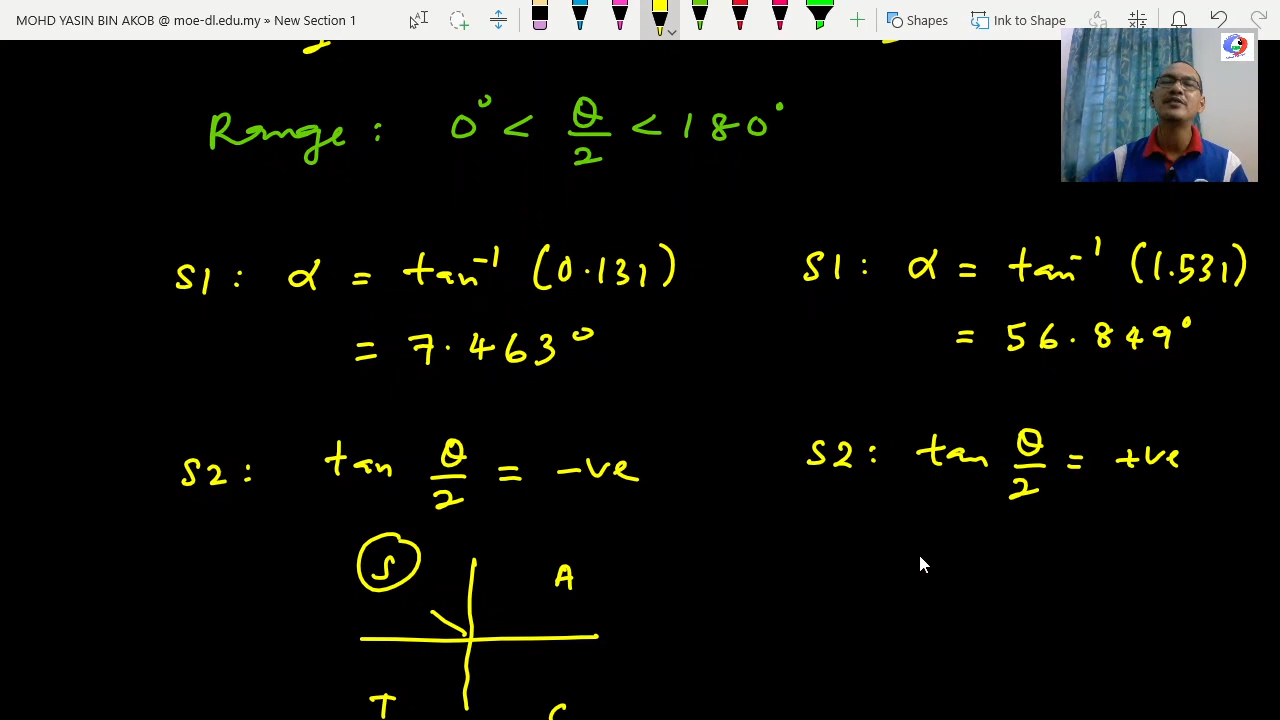 MOHD YASIN BIN AKOB @ moe-dl.edu.my » New Section 1
Shapes
Ink to Shape
Range : 0° < θ/2 < 180°
S1 : α = tan⁻¹ (0.131)
= 7.463°
S2 : tan θ/2 = -ve
S A
T C
S1 : α = tan⁻¹ (1.531)
= 56.849°
S2 : tan θ/2 = +ve